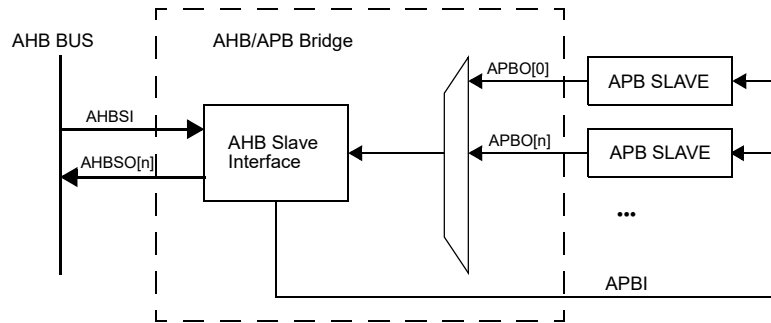 AHB BUS
AHB/APB Bridge
APBO[0]
APB SLAVE
AHBSI
AHB Slave
Interface
APBO[n]
APB SLAVE
AHBSO[n]
...
APBI